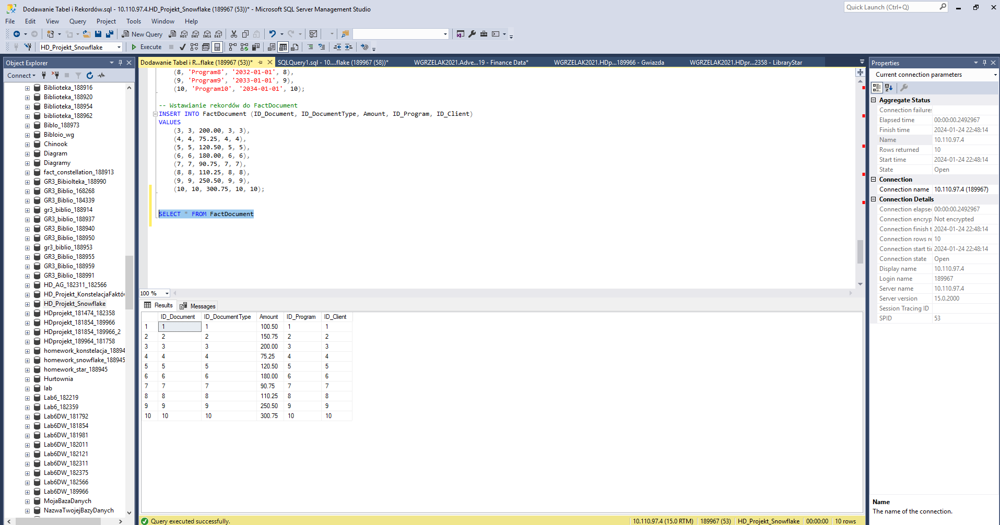 Dodawanie Tabel i Rekordów.sql - 10.110.97.4.HD_Projekt_Snowflake (189967 (53))* - Microsoft SQL Server Management Studio
Quick Launch (Ctrl+Q)
File Edit View Query Project Tools Window Help
New Query MDX DMX XMLA DAX
HD_Projekt_Snowflake Execute
Object Explorer
Connect
Biblioteka_188916
Biblioteka_188920
Biblioteka_188954
biblioteka_188962
Biblo_188973
Bibloio_wg
Chinook
Diagram
Diagramy
fact_constellation_188913
GR3_Bibiolteka_188990
GR3_Biblio_168268
GR3_Biblio_184339
gr3_biblio_188914
GR3_Biblio_188937
GR3_Biblio_188940
GR3_Biblio_188950
gr3_biblio_188953
GR3_Biblio_188955
GR3_Biblio_188959
GR3_Biblio_188991
HD_AG_182311_182566
HD_Projekt_KonstelacjaFaktów
HD_Projekt_Snowflake
HDprojekt_181474_182358
HDprojekt_181854_189966
HDprojekt_181854_189966_2
HDprojekt_189964_181758
homework_konstelacja_18894
homework_snowflake_188945
homework_star_188945
Hurtownia
lab
Lab6_182219
Lab6_182359
Lab6DW_181792
Lab6DW_181854
Lab6DW_181981
Lab6DW_182011
Lab6DW_182121
Lab6DW_182311
Lab6DW_182375
Lab6DW_182566
Lab6DW_189966
MojaBazaDanych
NazwaTwojejBazyDanych
Dodawanie Tabel i R...flake (189967 (53))* SQLQuery1.sql - 10....flake (189967 (58))* WGRZELAK2021.Adve...19 - Finance Data* WGRZELAK2021.HDp...189966 - Gwiazda WGRZELAK2021.HDpr...2358 - LibraryStar
(8, 'Program8', '2032-01-01', 8),
(9, 'Program9', '2033-01-01', 9),
(10, 'Program10', '2034-01-01', 10);
-- Wstawianie rekordów do FactDocument
INSERT INTO FactDocument (ID_Document, ID_DocumentType, Amount, ID_Program, ID_Client)
VALUES
(3, 3, 200.00, 3, 3),
(4, 4, 75.25, 4, 4),
(5, 5, 120.50, 5, 5),
(6, 6, 180.00, 6, 6),
(7, 7, 90.75, 7, 7),
(8, 8, 110.25, 8, 8),
(9, 9, 250.50, 9, 9),
(10, 10, 300.75, 10, 10);
SELECT * FROM FactDocument
100 %
Results Messages
ID_Document ID_DocumentType Amount ID_Program ID_Client
1 1 1 100.50 1 1
2 2 2 150.75 2 2
3 3 3 200.00 3 3
4 4 4 75.25 4 4
5 5 5 120.50 5 5
6 6 6 180.00 6 6
7 7 7 90.75 7 7
8 8 8 110.25 8 8
9 9 9 250.50 9 9
10 10 10 300.75 10 10
Query executed successfully. 10.110.97.4 (15.0 RTM) 189967 (53) HD_Projekt_Snowflake 00:00:00 10 rows
Properties
Current connection parameters
Aggregate Status
Connection failures
Elapsed time 00:00:00.2492967
Finish time 2024-01-24 22:48:14
Name 10.110.97.4
Rows returned 10
Start time 2024-01-24 22:48:14
State Open
Connection
Connection name 10.110.97.4 (189967)
Connection Details
Connection elapse 00:00:00.2492967
Connection encryp Not encrypted
Connection finish t 2024-01-24 22:48:14
Connection rows re 10
Connection start ti 2024-01-24 22:48:14
Connection state Open
Display name 10.110.97.4
Login name 189967
Server name 10.110.97.4
Server version 15.0.2000
Session Tracing ID
SPID 53
Name
The name of the connection.